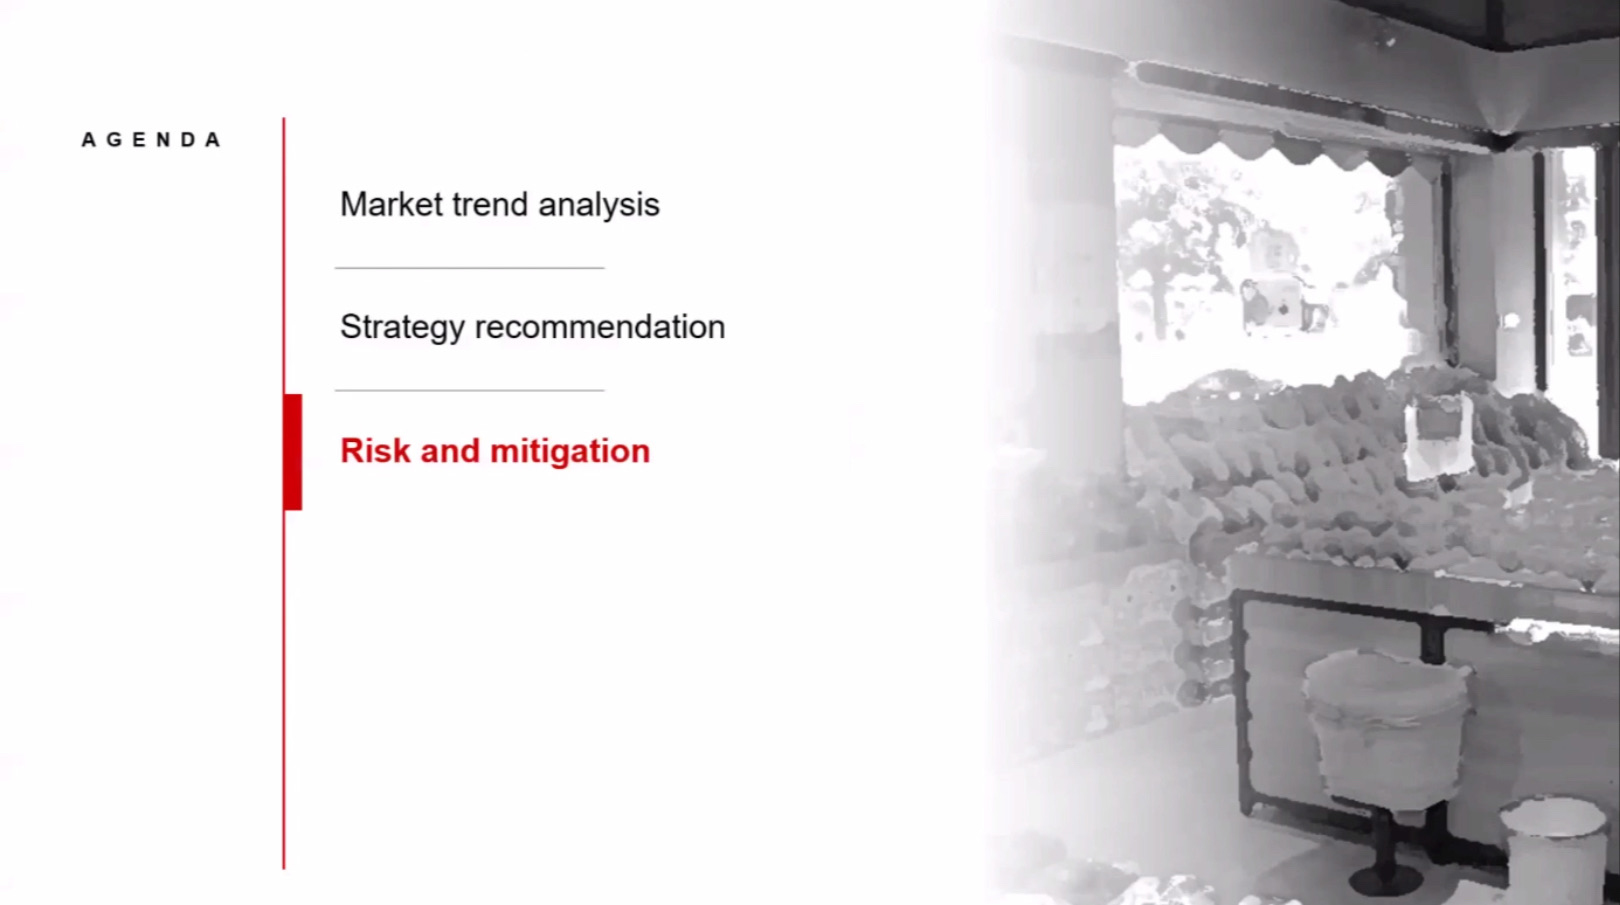 AGENDA
Market trend analysis
Strategy recommendation
Risk and mitigation